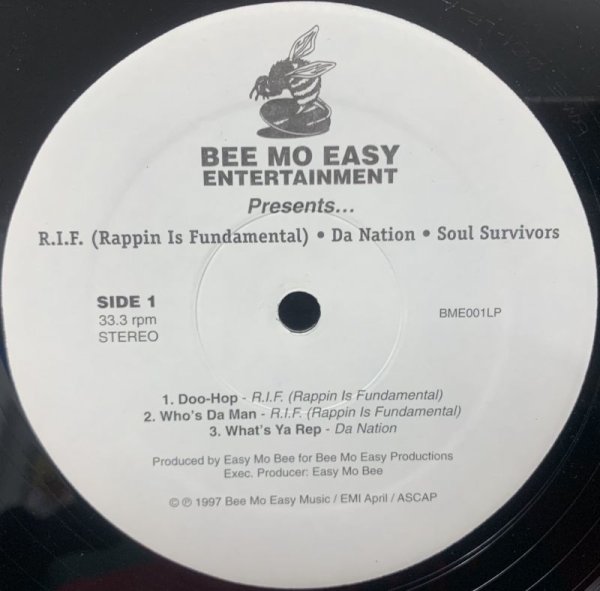 BEE MO EASY
ENTERTAINMENT
Presents...
R.I.F. (Rappin Is Fundamental) • Da Nation • Soul Survivors
SIDE 1
33.3 rpm
STEREO
BME001LP
1. Doo-Hop - R.I.F. (Rappin Is Fundamental)
2. Who's Da Man - R.I.F. (Rappin Is Fundamental)
3. What's Ya Rep - Da Nation
Produced by Easy Mo Bee for Bee Mo Easy Productions
Exec. Producer: Easy Mo Bee
© ℗ 1997 Bee Mo Easy Music / EMI April / ASCAP